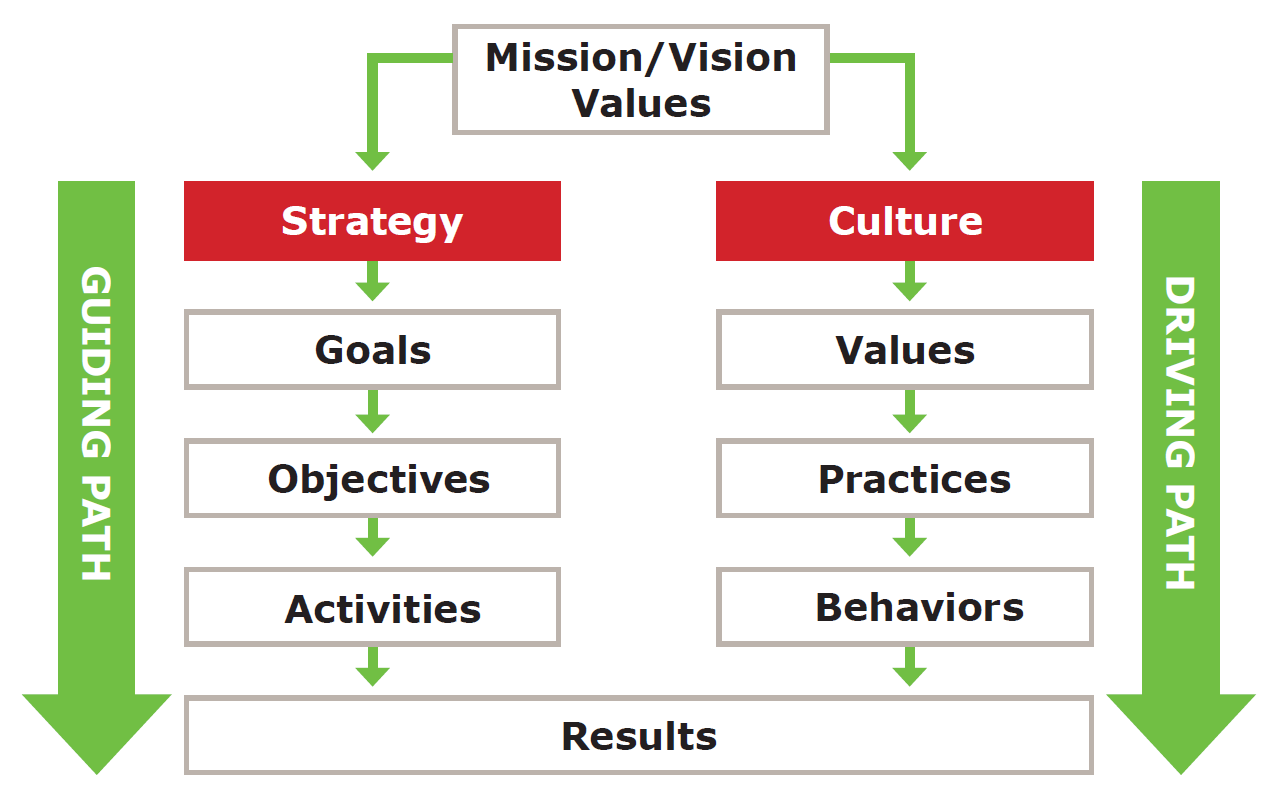 Mission/Vision
Values
Strategy
Culture
GUIDING PATH
DRIVING PATH
Goals
Values
Objectives
Practices
Activities
Behaviors
Results